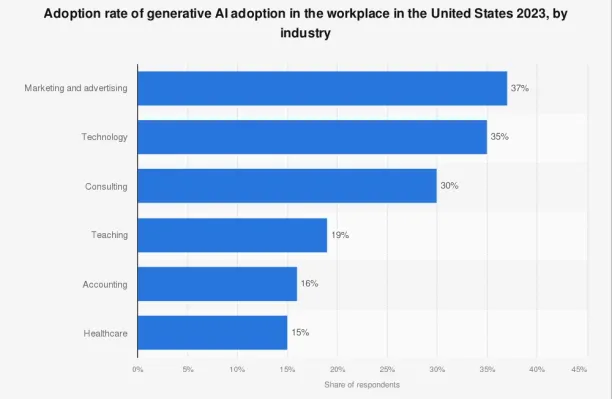 Adoption rate of generative AI adoption in the workplace in the United States 2023, by
industry
Marketing and advertising 37%
Technology 35%
Consulting 30%
Teaching 19%
Accounting 16%
Healthcare 15%
0% 5% 10% 15% 20% 25% 30% 35% 40% 45%
Share of respondents